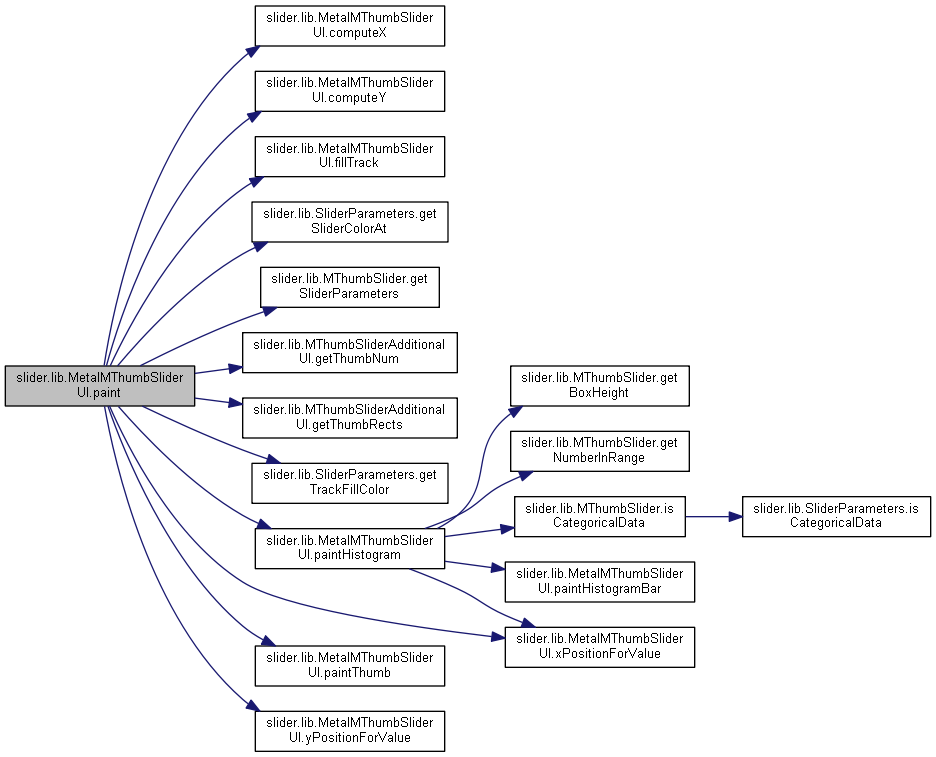 slider.lib.MetalMThumbSlider
UI.computeX
slider.lib.MetalMThumbSlider
UI.computeY
slider.lib.MetalMThumbSlider
UI.fillTrack
slider.lib.SliderParameters.get
SliderColorAt
slider.lib.MThumbSlider.get
SliderParameters
slider.lib.MThumbSliderAdditional
UI.getThumbNum
slider.lib.MetalMThumbSlider
UI.paint
slider.lib.MThumbSlider.get
BoxHeight
slider.lib.MThumbSliderAdditional
UI.getThumbRects
slider.lib.MThumbSlider.get
NumberInRange
slider.lib.SliderParameters.get
TrackFillColor
slider.lib.MThumbSlider.is
CategoricalData
slider.lib.SliderParameters.is
CategoricalData
slider.lib.MetalMThumbSlider
UI.paintHistogram
slider.lib.MetalMThumbSlider
UI.paintHistogramBar
slider.lib.MetalMThumbSlider
UI.xPositionForValue
slider.lib.MetalMThumbSlider
UI.paintThumb
slider.lib.MetalMThumbSlider
UI.yPositionForValue